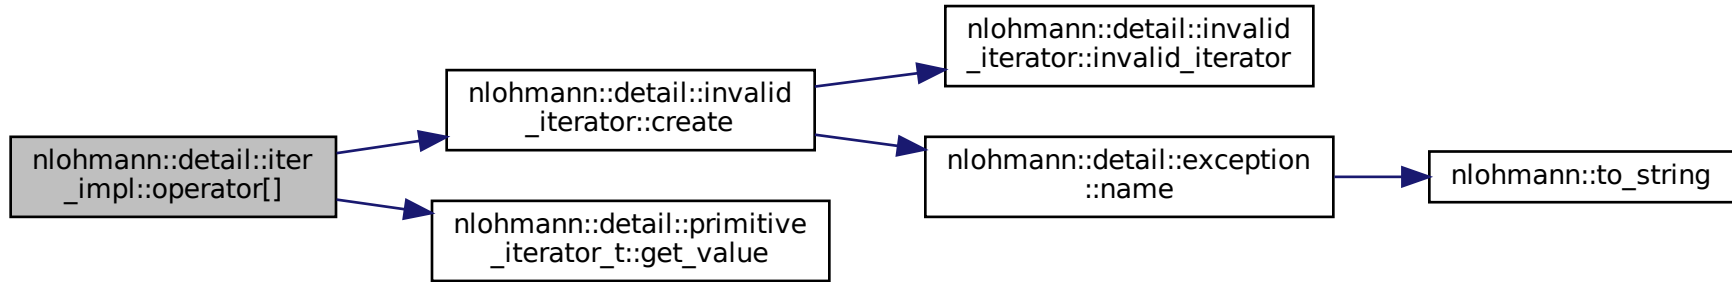 nlohmann::detail::iter
_impl::operator[]
nlohmann::detail::invalid
_iterator::create
nlohmann::detail::primitive
_iterator_t::get_value
nlohmann::detail::invalid
_iterator::invalid_iterator
nlohmann::detail::exception
::name
nlohmann::to_string